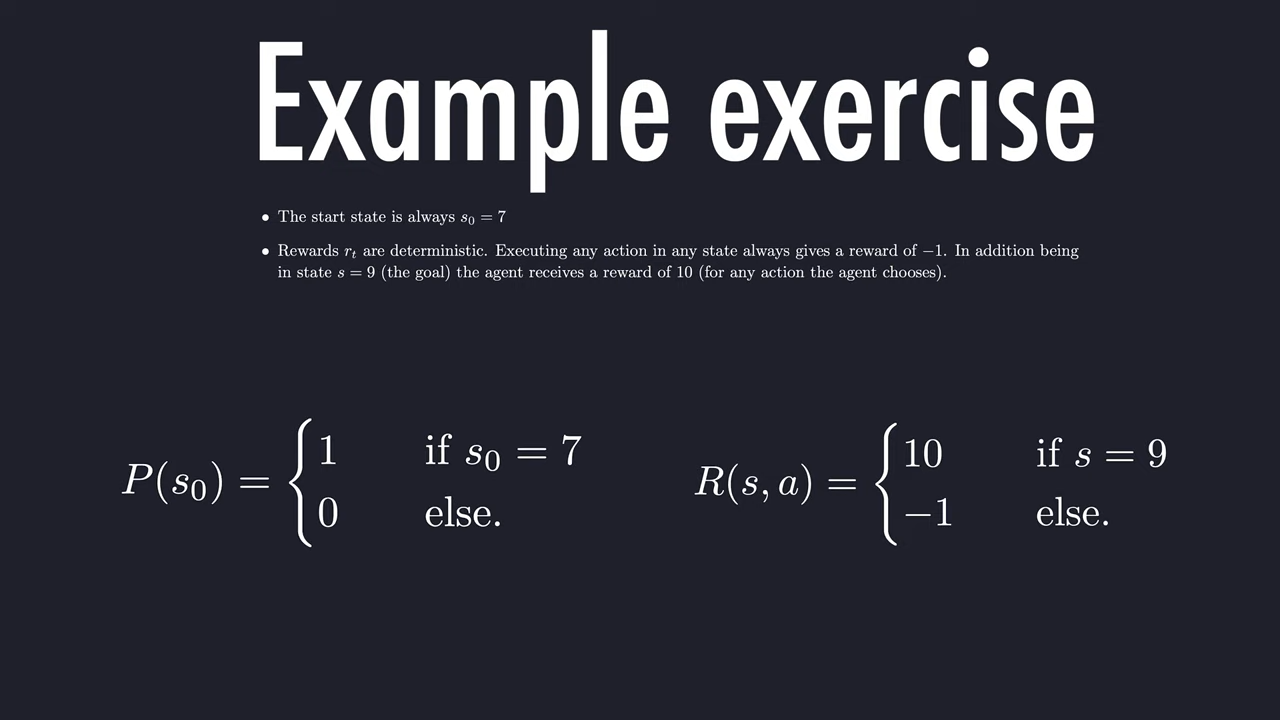 Example exercise
• The start state is always s₀ = 7
• Rewards rₜ are deterministic. Executing any action in any state always gives a reward of −1. In addition being
in state s = 9 (the goal) the agent receives a reward of 10 (for any action the agent chooses).
P(s₀) = { 1 if s₀ = 7
0 else.
R(s, a) = { 10 if s = 9
−1 else.